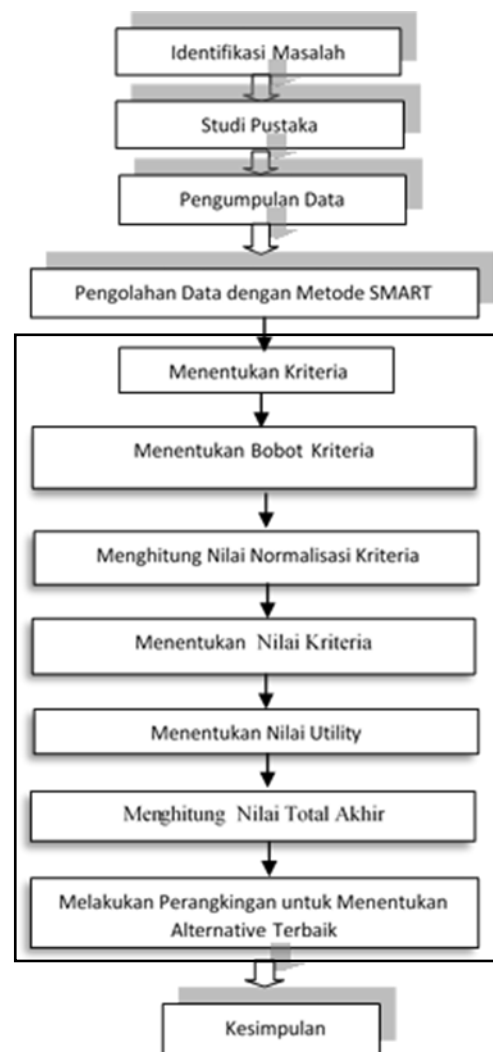 Identifikasi Masalah
Studi Pustaka
Pengumpulan Data
Pengolahan Data dengan Metode SMART
Menentukan Kriteria
Menentukan Bobot Kriteria
Menghitung Nilai Normalisasi Kriteria
Menentukan Nilai Kriteria
Menentukan Nilai Utility
Menghitung Nilai Total Akhir
Melakukan Perangkingan untuk Menentukan
Alternative Terbaik
Kesimpulan